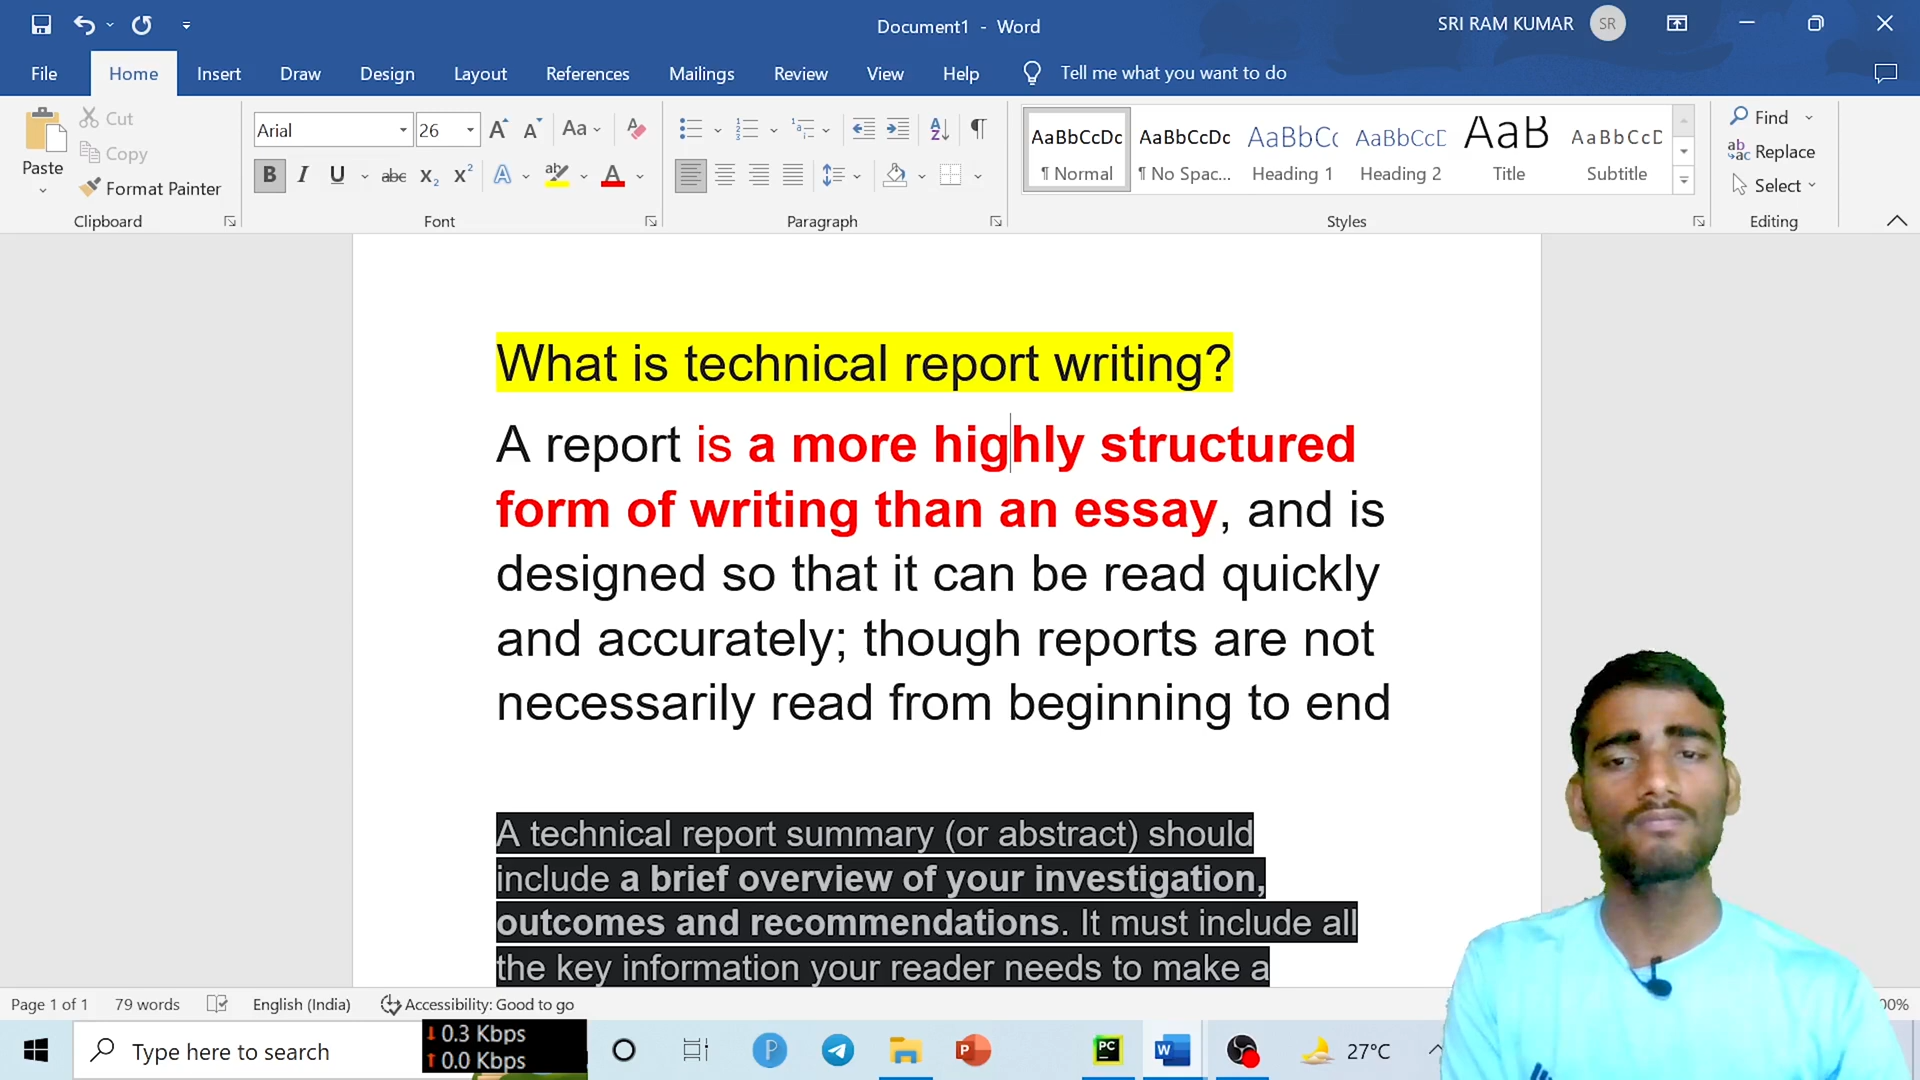 Document1 - Word
SRI RAM KUMAR SR
File Home Insert Draw Design Layout References Mailings Review View Help Tell me what you want to do
Paste
Cut
Copy
Format Painter
Clipboard
Arial 26
Font
Paragraph
AaBbCcDc AaBbCcDc AaBbCc AaBbCcD AaB AaBbCcD
¶ Normal ¶ No Spac... Heading 1 Heading 2 Title Subtitle
Styles
Find
Replace
Select
Editing
What is technical report writing?
A report is a more highly structured
form of writing than an essay, and is
designed so that it can be read quickly
and accurately; though reports are not
necessarily read from beginning to end
A technical report summary (or abstract) should
include a brief overview of your investigation,
outcomes and recommendations. It must include all
the key information your reader needs to make a
Page 1 of 1 79 words English (India) Accessibility: Good to go
Type here to search
0.3 Kbps
0.0 Kbps
27°C